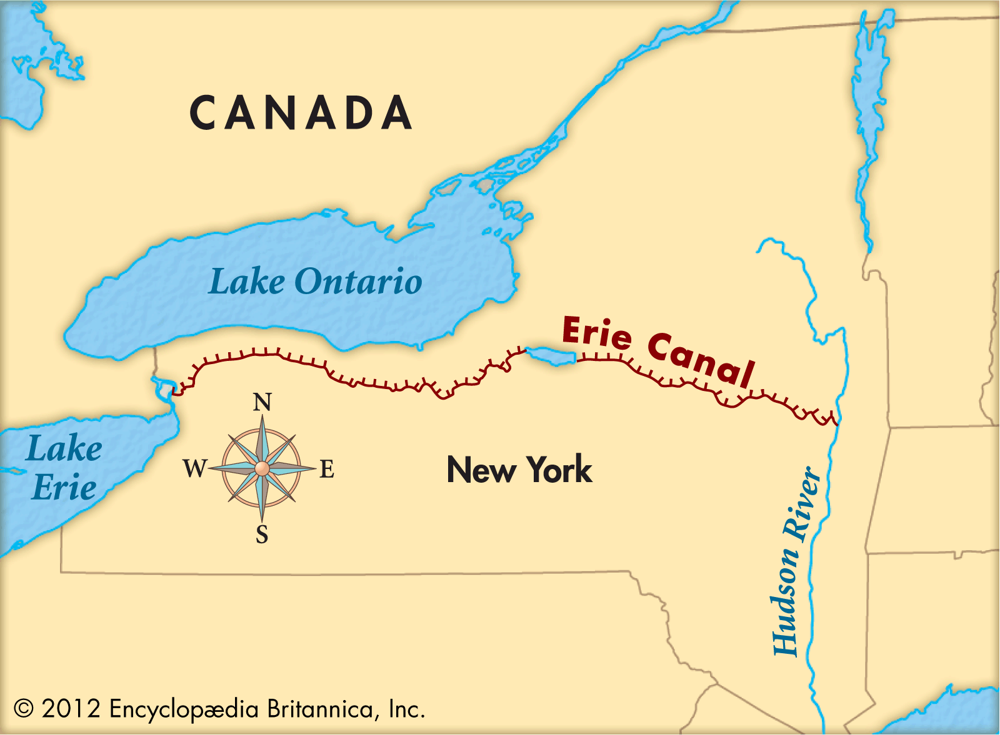 CANADA
Lake Ontario
Erie Canal
N
W
E
S
Lake
Erie
New York
Hudson River
© 2012 Encyclopædia Britannica, Inc.